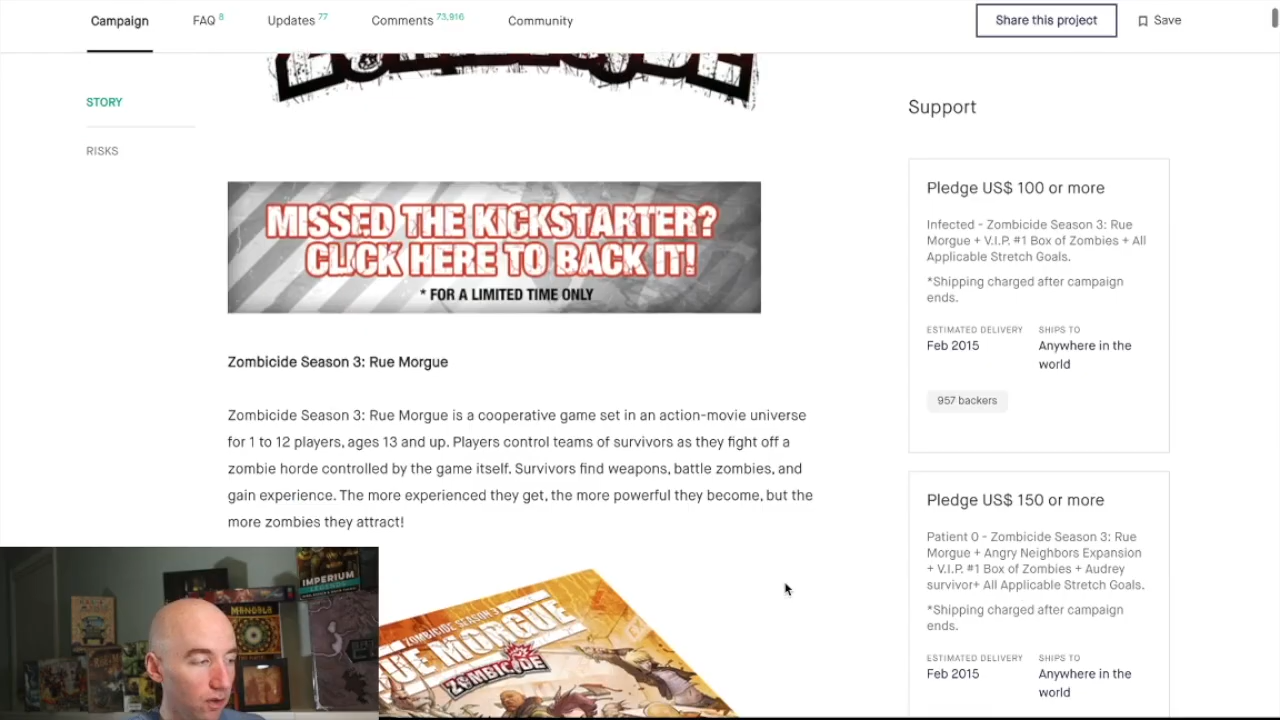 Campaign
FAQ 8
Updates 77
Comments 73,916
Community
Share this project
Save
STORY
RISKS
ZOMBICIDE
MISSED THE KICKSTARTER?
CLICK HERE TO BACK IT!
* FOR A LIMITED TIME ONLY
Zombicide Season 3: Rue Morgue
Zombicide Season 3: Rue Morgue is a cooperative game set in an action-movie universe
for 1 to 12 players, ages 13 and up. Players control teams of survivors as they fight off a
zombie horde controlled by the game itself. Survivors find weapons, battle zombies, and
gain experience. The more experienced they get, the more powerful they become, but the
more zombies they attract!
ZOMBICIDE SEASON 3
RUE MORGUE
ZOMBICIDE
IMPERIUM
LEGENDS
MANDALA
Support
Pledge US$ 100 or more
Infected - Zombicide Season 3: Rue
Morgue + V.I.P. #1 Box of Zombies + All
Applicable Stretch Goals.
*Shipping charged after campaign
ends.
ESTIMATED DELIVERY
Feb 2015
SHIPS TO
Anywhere in the
world
957 backers
Pledge US$ 150 or more
Patient 0 - Zombicide Season 3: Rue
Morgue + Angry Neighbors Expansion
+ V.I.P. #1 Box of Zombies + Audrey
survivor+ All Applicable Stretch Goals.
*Shipping charged after campaign
ends.
ESTIMATED DELIVERY
Feb 2015
SHIPS TO
Anywhere in the
world